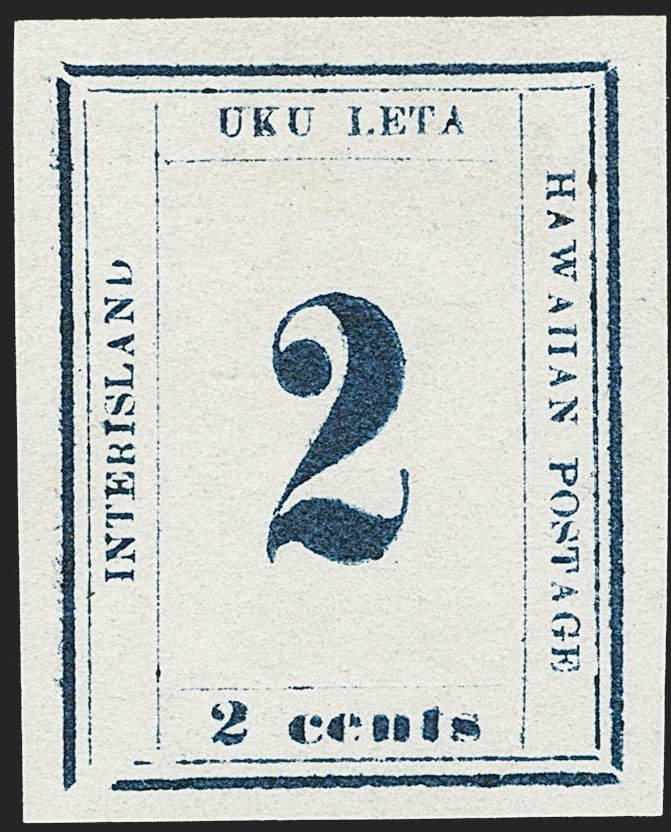 UKU LETA
INTERISLAND
HAWAIIAN POSTAGE
2
2 cents